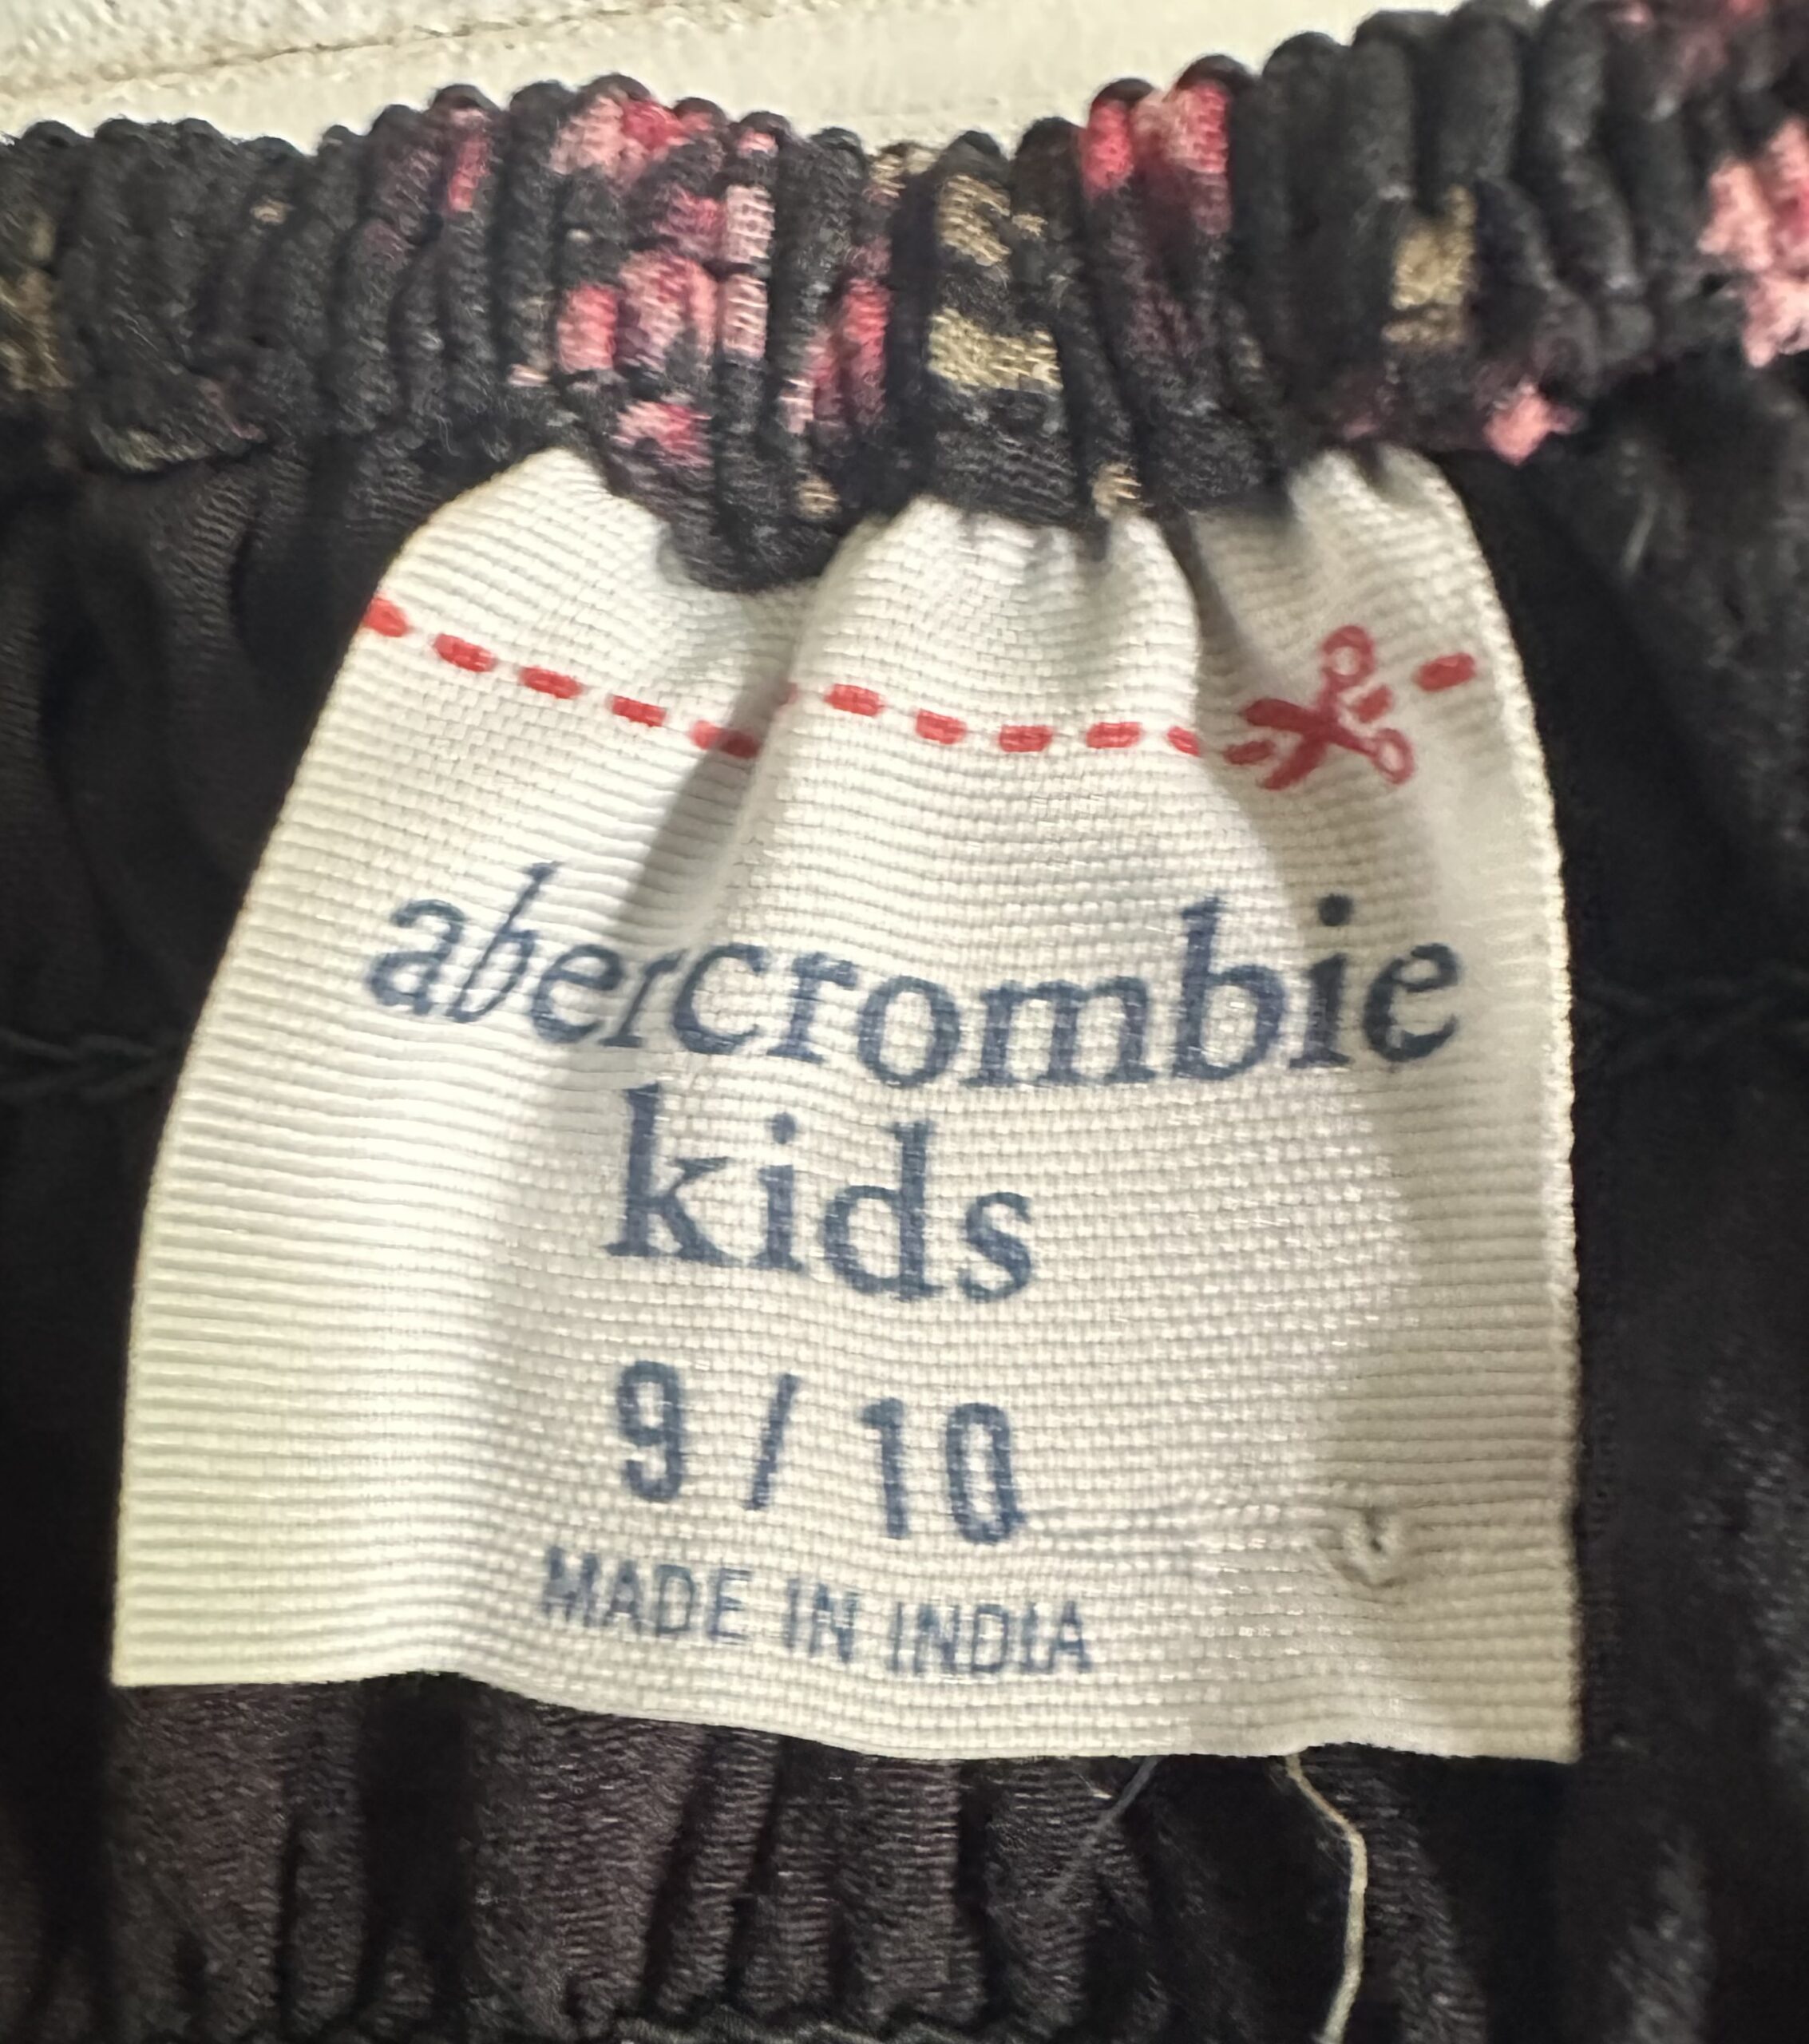 abercrombie
kids
9 / 10
MADE IN INDIA